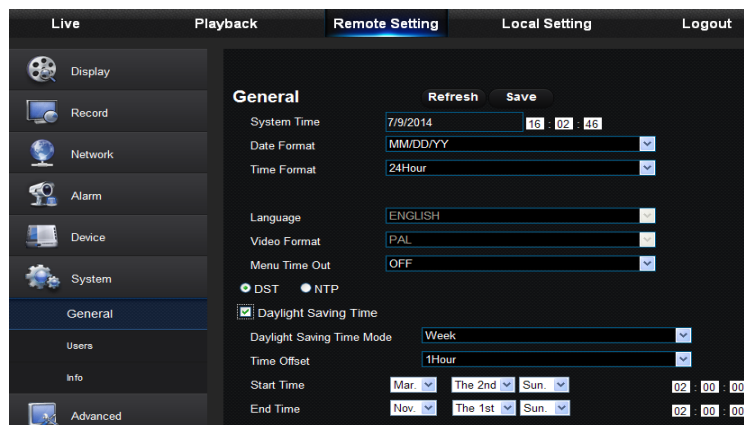 Live Playback Remote Setting Local Setting Logout
Display
Record
Network
Alarm
Device
System
General
Users
Info
Advanced
General Refresh Save
System Time 7/9/2014 16 : 02 : 46
Date Format MM/DD/YY
Time Format 24Hour
Language ENGLISH
Video Format PAL
Menu Time Out OFF
DST NTP
Daylight Saving Time
Daylight Saving Time Mode Week
Time Offset 1Hour
Start Time Mar. The 2nd Sun. 02 : 00 : 00
End Time Nov. The 1st Sun. 02 : 00 : 00